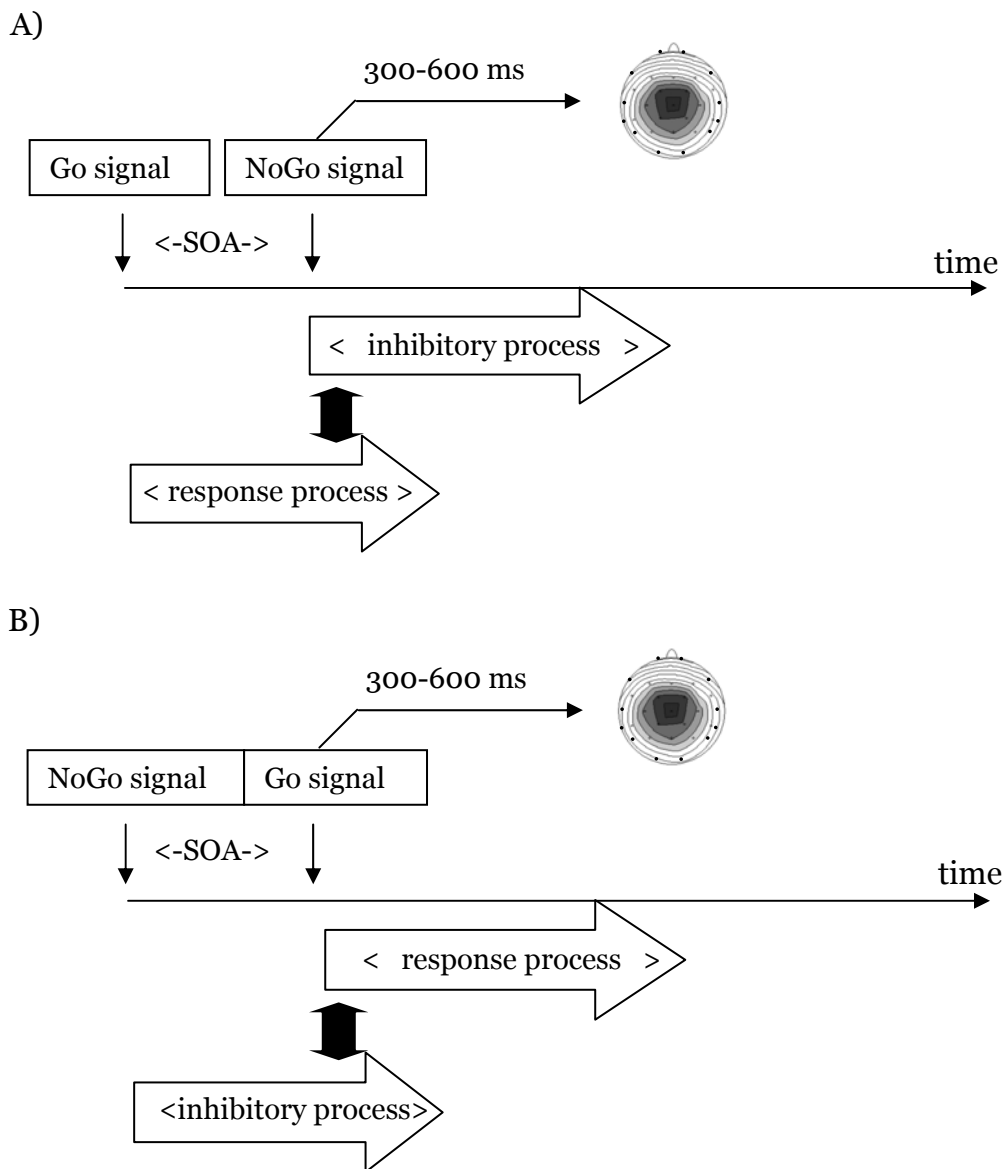 A)
300-600 ms
Go signal NoGo signal
<-SOA->
time
< inhibitory process >
< response process >
B)
300-600 ms
NoGo signal Go signal
<-SOA->
time
< response process >
<inhibitory process>